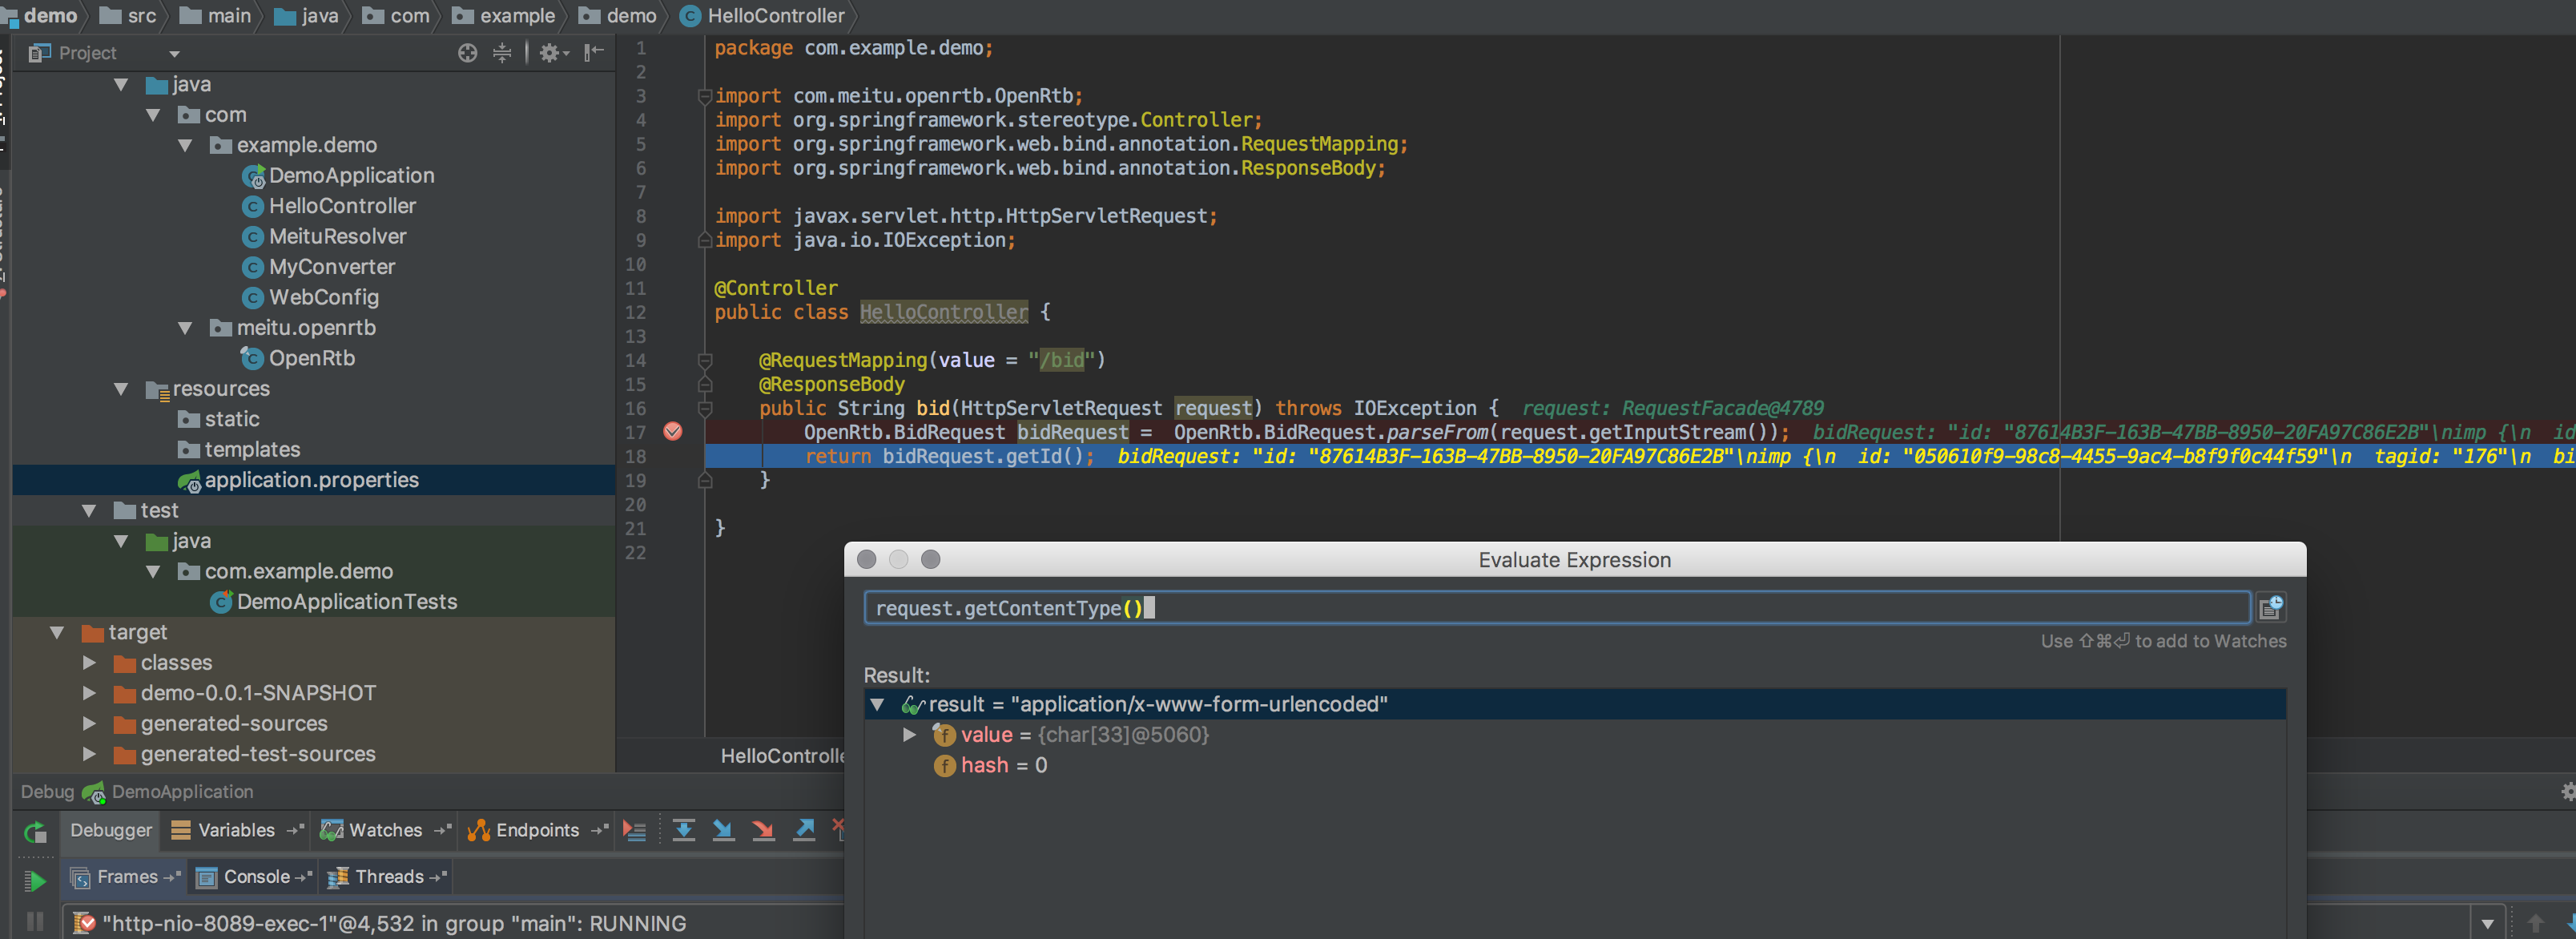 demo src main java com example demo HelloController
Project
java
com
example.demo
DemoApplication
HelloController
MeituResolver
MyConverter
WebConfig
meitu.openrtb
OpenRtb
resources
static
templates
application.properties
test
java
com.example.demo
DemoApplicationTests
target
classes
demo-0.0.1-SNAPSHOT
generated-sources
generated-test-sources
1 package com.example.demo;
2
3 import com.meitu.openrtb.OpenRtb;
4 import org.springframework.stereotype.Controller;
5 import org.springframework.web.bind.annotation.RequestMapping;
6 import org.springframework.web.bind.annotation.ResponseBody;
7
8 import javax.servlet.http.HttpServletRequest;
9 import java.io.IOException;
10
11 @Controller
12 public class HelloController {
13
14 @RequestMapping(value = "/bid")
15 @ResponseBody
16 public String bid(HttpServletRequest request) throws IOException { request: RequestFacade@4789
17 OpenRtb.BidRequest bidRequest = OpenRtb.BidRequest.parseFrom(request.getInputStream()); bidRequest: "id: "87614B3F-163B-47BB-8950-20FA97C86E2B"\nimp {\n id
18 return bidRequest.getId(); bidRequest: "id: "87614B3F-163B-47BB-8950-20FA97C86E2B"\nimp {\n id: "050610f9-98c8-4455-9ac4-b8f9f0c44f59"\n tagid: "176"\n bi
19 }
20
21 }
22
HelloControlle
Evaluate Expression
request.getContentType()
Use ⇧⌘⏎ to add to Watches
Result:
result = "application/x-www-form-urlencoded"
value = {char[33]@5060}
hash = 0
Debug DemoApplication
Debugger Variables Watches Endpoints
Frames Console Threads
"http-nio-8089-exec-1"@4,532 in group "main": RUNNING